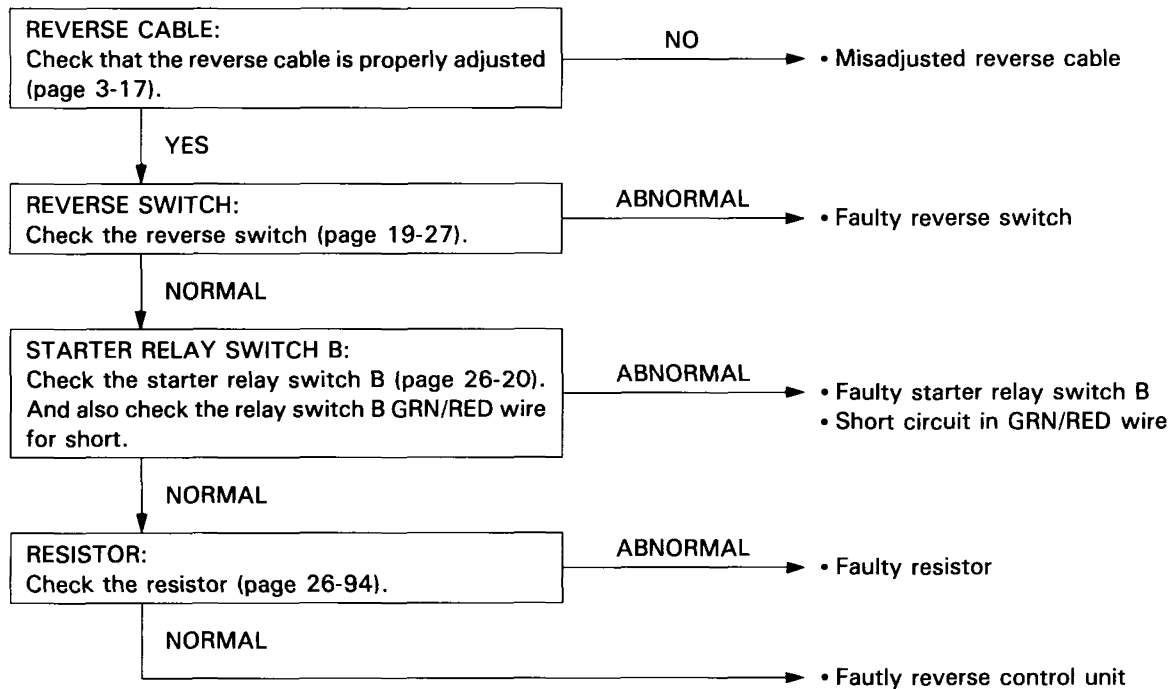 REVERSE CABLE:
Check that the reverse cable is properly adjusted
(page 3-17).
NO
• Misadjusted reverse cable
YES
REVERSE SWITCH:
Check the reverse switch (page 19-27).
ABNORMAL
• Faulty reverse switch
NORMAL
STARTER RELAY SWITCH B:
Check the starter relay switch B (page 26-20).
And also check the relay switch B GRN/RED wire
for short.
ABNORMAL
• Faulty starter relay switch B
• Short circuit in GRN/RED wire
NORMAL
RESISTOR:
Check the resistor (page 26-94).
ABNORMAL
• Faulty resistor
NORMAL
• Fautly reverse control unit